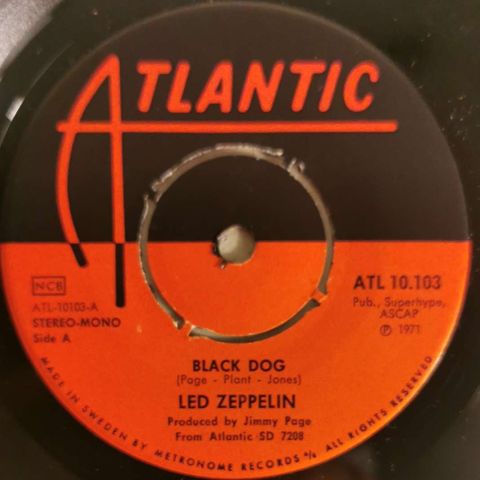 ATLANTIC
NCB
ATL-10103-A
STEREO-MONO
Side A
ATL 10.103
Pub., Superhype,
ASCAP
℗ 1971
BLACK DOG
(Page - Plant - Jones)
LED ZEPPELIN
Produced by Jimmy Page
From Atlantic SD 7208
MADE IN SWEDEN BY METRONOME RECORDS A/S ALL RIGHTS RESERVED